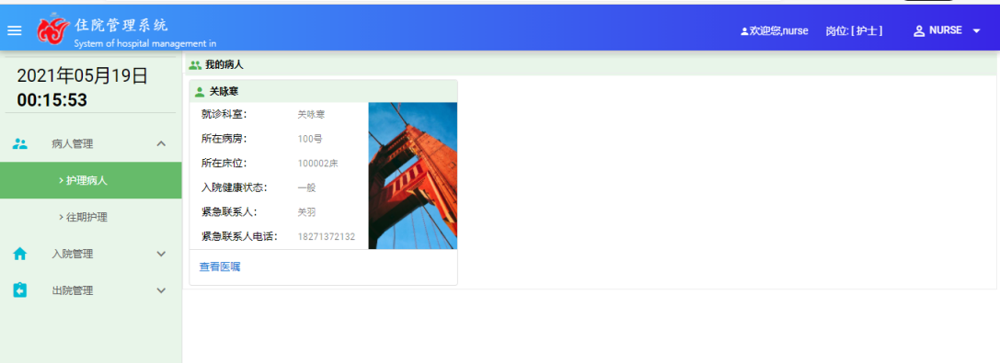 住院管理系统
System of hospital management in
欢迎您,nurse 岗位: [ 护士 ] NURSE
2021年05月19日
00:15:53
病人管理
> 护理病人
> 往期护理
入院管理
出院管理
我的病人
关咏寒
就诊科室: 关咏寒
所在病房: 100号
所在床位: 100002床
入院健康状态: 一般
紧急联系人: 关羽
紧急联系人电话: 18271372132
查看医嘱